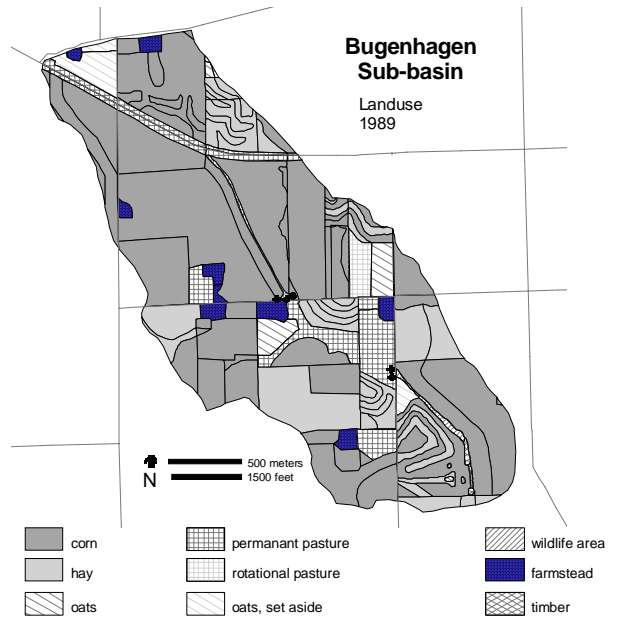 Bugenhagen
Sub-basin
Landuse
1989
500 meters
1500 feet
N
corn
permanant pasture
wildlife area
hay
rotational pasture
farmstead
oats
oats, set aside
timber